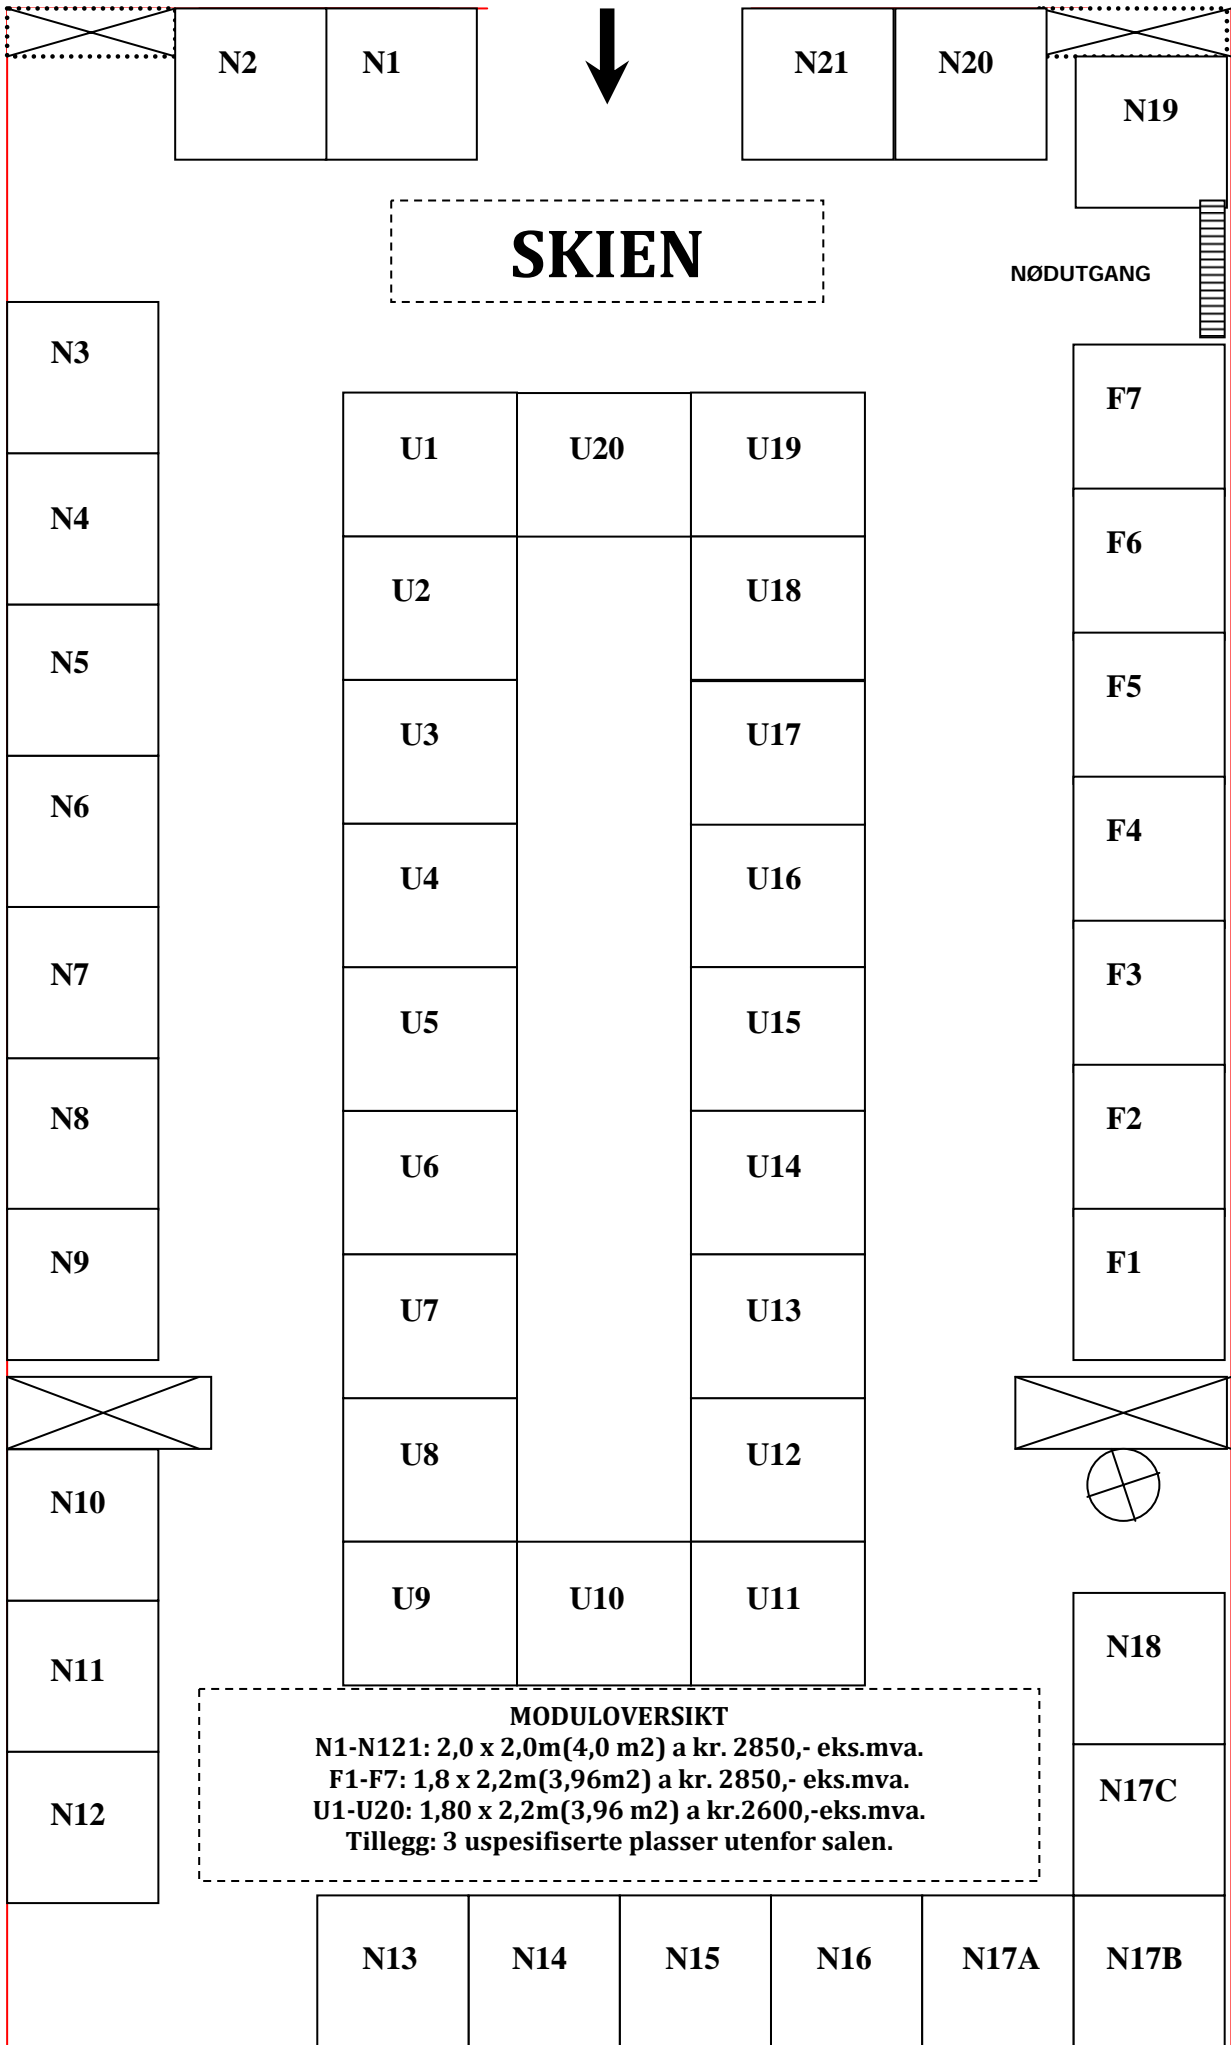 N2 N1 N21 N20
N19
SKIEN
NØDUTGANG
N3
F7
U1 U20 U19
N4
F6
U2 U18
N5
F5
U3 U17
N6
F4
U4 U16
N7
F3
U5 U15
N8
F2
U6 U14
N9
F1
U7 U13
U8 U12
N10
U9 U10 U11
N18
N11
MODULOVERSIKT
N1-N121: 2,0 x 2,0m(4,0 m2) a kr. 2850,- eks.mva.
F1-F7: 1,8 x 2,2m(3,96m2) a kr. 2850,- eks.mva.
U1-U20: 1,80 x 2,2m(3,96 m2) a kr.2600,-eks.mva.
Tillegg: 3 uspesifiserte plasser utenfor salen.
N17C
N12
N13 N14 N15 N16 N17A N17B